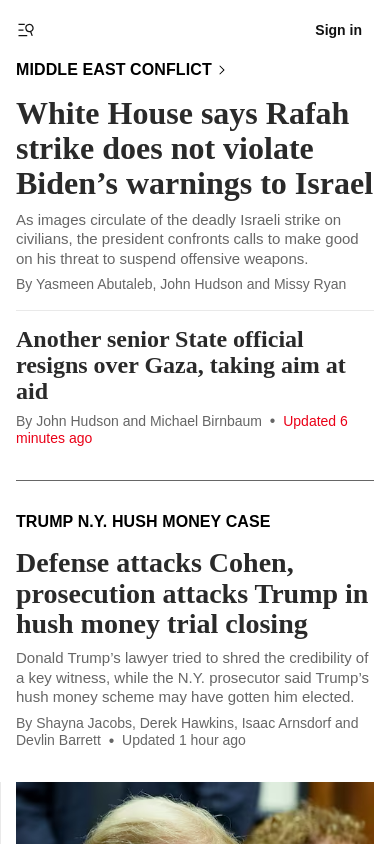 Sign in
MIDDLE EAST CONFLICT
White House says Rafah
strike does not violate
Biden’s warnings to Israel
As images circulate of the deadly Israeli strike on
civilians, the president confronts calls to make good
on his threat to suspend offensive weapons.
By Yasmeen Abutaleb, John Hudson and Missy Ryan
Another senior State official
resigns over Gaza, taking aim at
aid
By John Hudson and Michael Birnbaum • Updated 6
minutes ago
TRUMP N.Y. HUSH MONEY CASE
Defense attacks Cohen,
prosecution attacks Trump in
hush money trial closing
Donald Trump’s lawyer tried to shred the credibility of
a key witness, while the N.Y. prosecutor said Trump’s
hush money scheme may have gotten him elected.
By Shayna Jacobs, Derek Hawkins, Isaac Arnsdorf and
Devlin Barrett • Updated 1 hour ago